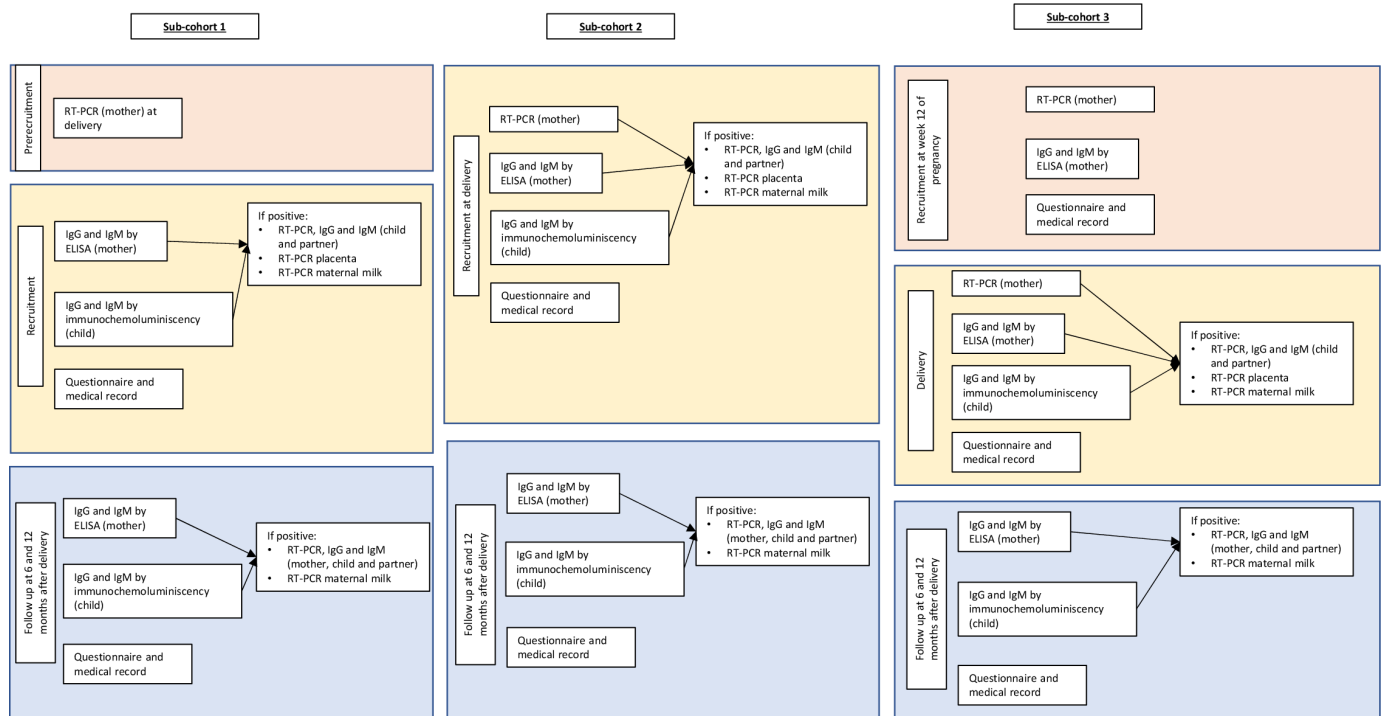 Sub-cohort 1
Prerecruitment
RT-PCR (mother) at
delivery
Recruitment
IgG and IgM by
ELISA (mother)
IgG and IgM by
immunochemoluminiscency
(child)
Questionnaire and
medical record
If positive:
• RT-PCR, IgG and IgM (child
and partner)
• RT-PCR placenta
• RT-PCR maternal milk
Follow up at 6 and 12
months after delivery
IgG and IgM by
ELISA (mother)
IgG and IgM by
immunochemoluminiscency
(child)
Questionnaire and
medical record
If positive:
• RT-PCR, IgG and IgM
(mother, child and partner)
• RT-PCR maternal milk
Sub-cohort 2
Recruitment at delivery
RT-PCR (mother)
IgG and IgM by
ELISA (mother)
IgG and IgM by
immunochemoluminiscency
(child)
Questionnaire and
medical record
If positive:
• RT-PCR, IgG and IgM (child
and partner)
• RT-PCR placenta
• RT-PCR maternal milk
Follow up at 6 and 12
months after delivery
IgG and IgM by
ELISA (mother)
IgG and IgM by
immunochemoluminiscency
(child)
Questionnaire and
medical record
If positive:
• RT-PCR, IgG and IgM
(mother, child and partner)
• RT-PCR maternal milk
Sub-cohort 3
Recruitment at week 12 of
pregnancy
RT-PCR (mother)
IgG and IgM by
ELISA (mother)
Questionnaire and
medical record
Delivery
RT-PCR (mother)
IgG and IgM by
ELISA (mother)
IgG and IgM by
immunochemoluminiscency
(child)
Questionnaire and
medical record
If positive:
• RT-PCR, IgG and IgM (child
and partner)
• RT-PCR placenta
• RT-PCR maternal milk
Follow up at 6 and 12
months after delivery
IgG and IgM by
ELISA (mother)
IgG and IgM by
immunochemoluminiscency
(child)
Questionnaire and
medical record
If positive:
• RT-PCR, IgG and IgM
(mother, child and partner)
• RT-PCR maternal milk